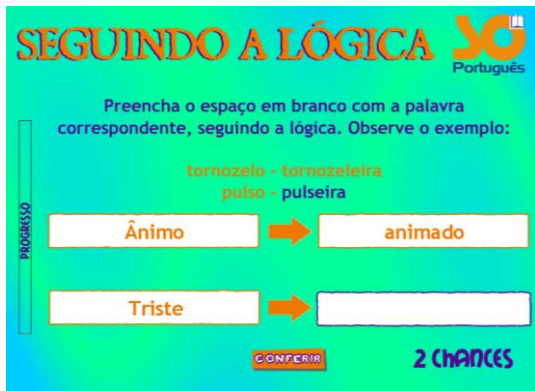 SEGUINDO A LÓGICA
SÓ
Português
Preencha o espaço em branco com a palavra
correspondente, seguindo a lógica. Observe o exemplo:
tornozelo - tornozeleira
pulso - pulseira
PROGRESSO
Ânimo
animado
Triste
CONFERIR
2 CHANCES